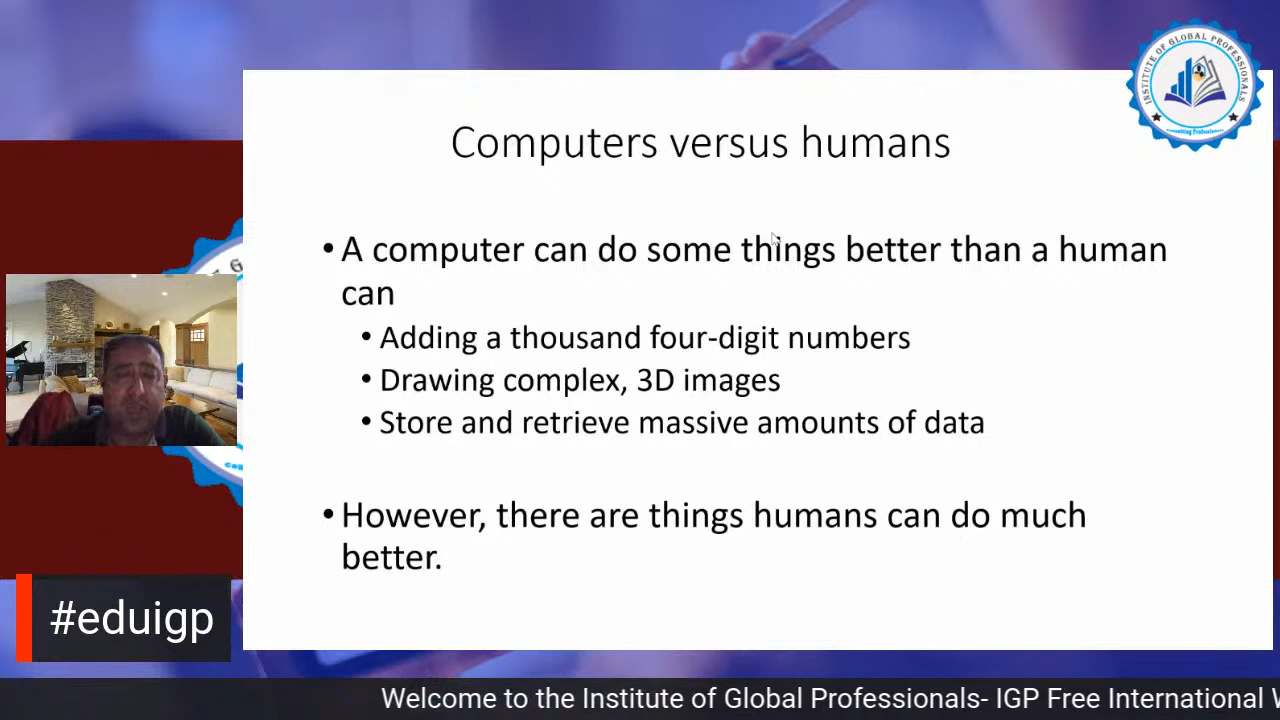 INSTITUTE OF GLOBAL PROFESSIONALS
Computers versus humans
• A computer can do some things better than a human
can
• Adding a thousand four-digit numbers
• Drawing complex, 3D images
• Store and retrieve massive amounts of data
• However, there are things humans can do much
better.
#eduigp
Welcome to the Institute of Global Professionals- IGP Free International